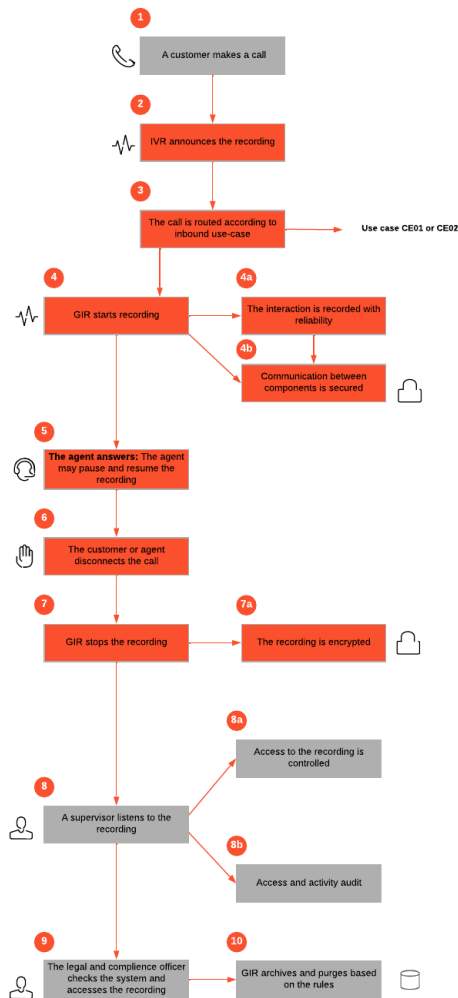 1
A customer makes a call
2
IVR announces the recording
3
The call is routed according to
inbound use-case
Use case CE01 or CE02
4
GIR starts recording
4a
The interaction is recorded with
reliability
4b
Communication between
components is secured
5
The agent answers: The agent
may pause and resume the
recording
6
The customer or agent
disconnects the call
7
GIR stops the recording
7a
The recording is encrypted
8a
Access to the recording is
controlled
8
A supervisor listens to the
recording
8b
Access and activity audit
9
The legal and complience officer
checks the system and
accesses the recording
10
GIR archives and purges based on
the rules